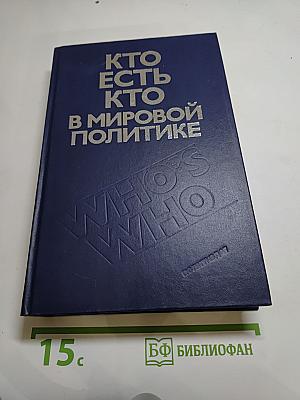 КТО
ЕСТЬ
КТО
В МИРОВОЙ
ПОЛИТИКЕ
WHO'S
WHO
15с
БФ БИБЛИОФАН